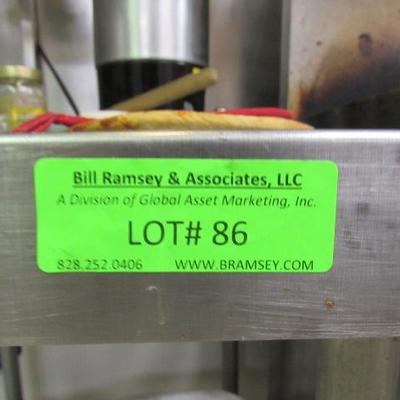 Bill Ramsey & Associates, LLC
A Division of Global Asset Marketing, Inc.
LOT# 86
828.252.0406 WWW.BRAMSEY.COM